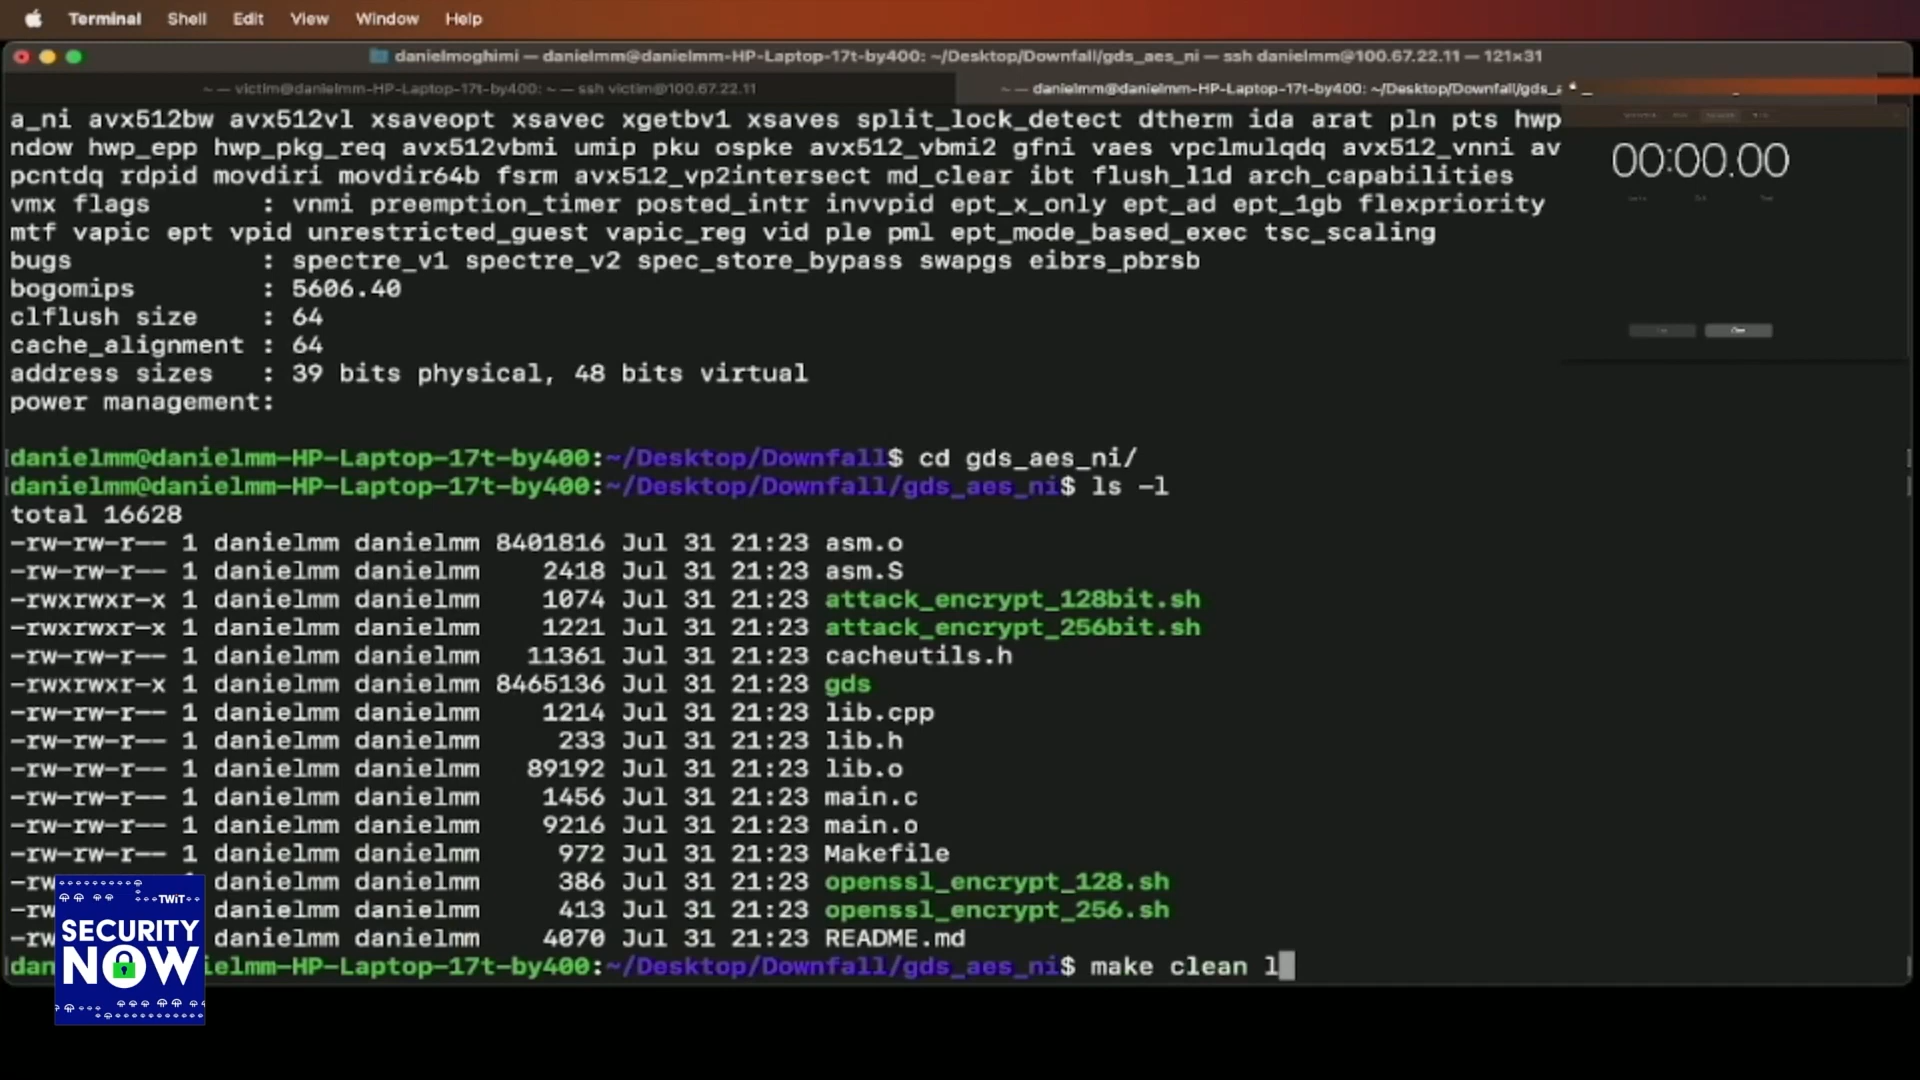 Terminal Shell Edit View Window Help
danielmoghimi — danielmm@danielmm-HP-Laptop-17t-by400: ~/Desktop/Downfall/gds_aes_ni — ssh danielmm@100.67.22.11 — 121×31
~ — victim@danielmm-HP-Laptop-17t-by400: ~ — ssh victim@100.67.22.11
~ — danielmm@danielmm-HP-Laptop-17t-by400: ~/Desktop/Downfall/gds_a
a_ni avx512bw avx512vl xsaveopt xsavec xgetbv1 xsaves split_lock_detect dtherm ida arat pln pts hwp
ndow hwp_epp hwp_pkg_req avx512vbmi umip pku ospke avx512_vbmi2 gfni vaes vpclmulqdq avx512_vnni av
pcntdq rdpid movdiri movdir64b fsrm avx512_vp2intersect md_clear ibt flush_l1d arch_capabilities
00:00.00
vmx flags : vnmi preemption_timer posted_intr invvpid ept_x_only ept_ad ept_1gb flexpriority
mtf vapic ept vpid unrestricted_guest vapic_reg vid ple pml ept_mode_based_exec tsc_scaling
bugs : spectre_v1 spectre_v2 spec_store_bypass swapgs eibrs_pbrsb
bogomips : 5606.40
clflush size : 64
cache_alignment : 64
address sizes : 39 bits physical, 48 bits virtual
power management:
danielmm@danielmm-HP-Laptop-17t-by400:~/Desktop/Downfall$ cd gds_aes_ni/
danielmm@danielmm-HP-Laptop-17t-by400:~/Desktop/Downfall/gds_aes_ni$ ls -l
total 16628
-rw-rw-r-- 1 danielmm danielmm 8401816 Jul 31 21:23 asm.o
-rw-rw-r-- 1 danielmm danielmm 2418 Jul 31 21:23 asm.S
-rwxrwxr-x 1 danielmm danielmm 1074 Jul 31 21:23 attack_encrypt_128bit.sh
-rwxrwxr-x 1 danielmm danielmm 1221 Jul 31 21:23 attack_encrypt_256bit.sh
-rw-rw-r-- 1 danielmm danielmm 11361 Jul 31 21:23 cacheutils.h
-rwxrwxr-x 1 danielmm danielmm 8465136 Jul 31 21:23 gds
-rw-rw-r-- 1 danielmm danielmm 1214 Jul 31 21:23 lib.cpp
-rw-rw-r-- 1 danielmm danielmm 233 Jul 31 21:23 lib.h
-rw-rw-r-- 1 danielmm danielmm 89192 Jul 31 21:23 lib.o
-rw-rw-r-- 1 danielmm danielmm 1456 Jul 31 21:23 main.c
-rw-rw-r-- 1 danielmm danielmm 9216 Jul 31 21:23 main.o
-rw-rw-r-- 1 danielmm danielmm 972 Jul 31 21:23 Makefile
-rw danielmm danielmm 386 Jul 31 21:23 openssl_encrypt_128.sh
-rw danielmm danielmm 413 Jul 31 21:23 openssl_encrypt_256.sh
-rw danielmm danielmm 4070 Jul 31 21:23 README.md
dan elmm-HP-Laptop-17t-by400:~/Desktop/Downfall/gds_aes_ni$ make clean l
TWiT
SECURITY
NOW